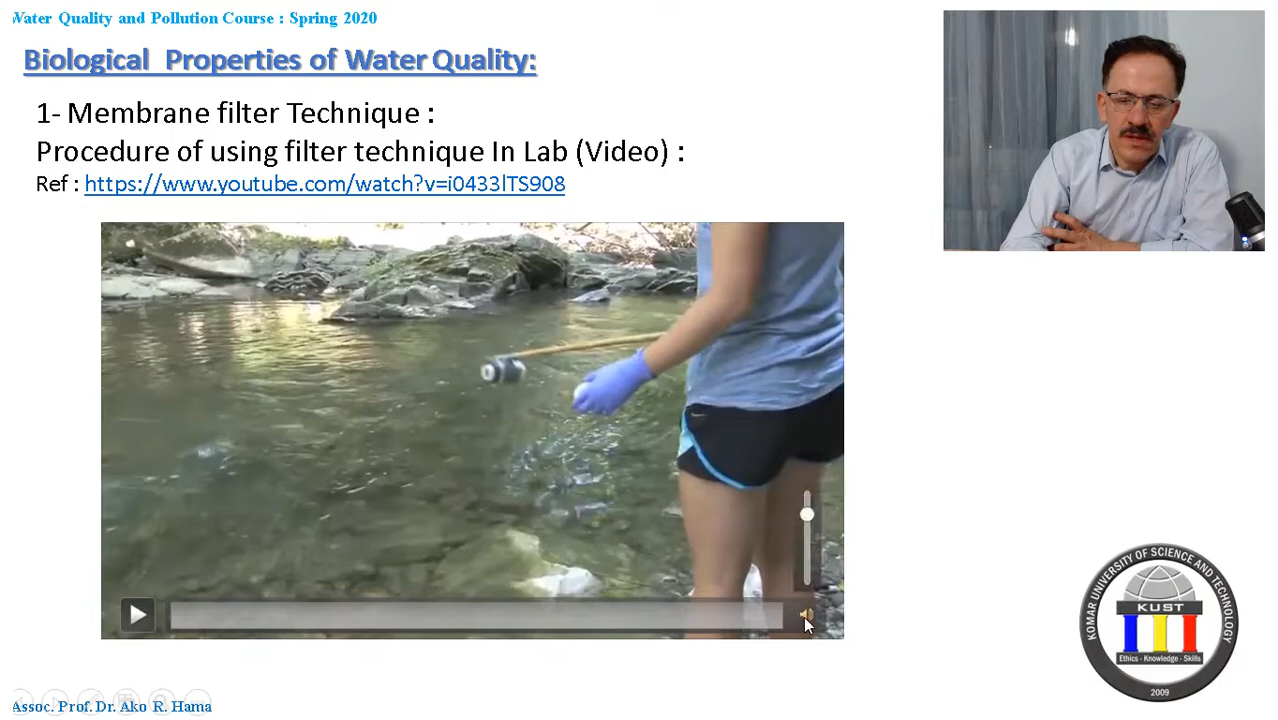 Water Quality and Pollution Course : Spring 2020
Biological Properties of Water Quality:
1- Membrane filter Technique :
Procedure of using filter technique In Lab (Video) :
Ref : https://www.youtube.com/watch?v=i0433lTS908
KOMAR UNIVERSITY OF SCIENCE AND TECHNOLOGY
KUST
Ethics - Knowledge - Skills
2009
Assoc. Prof. Dr. Ako R. Hama